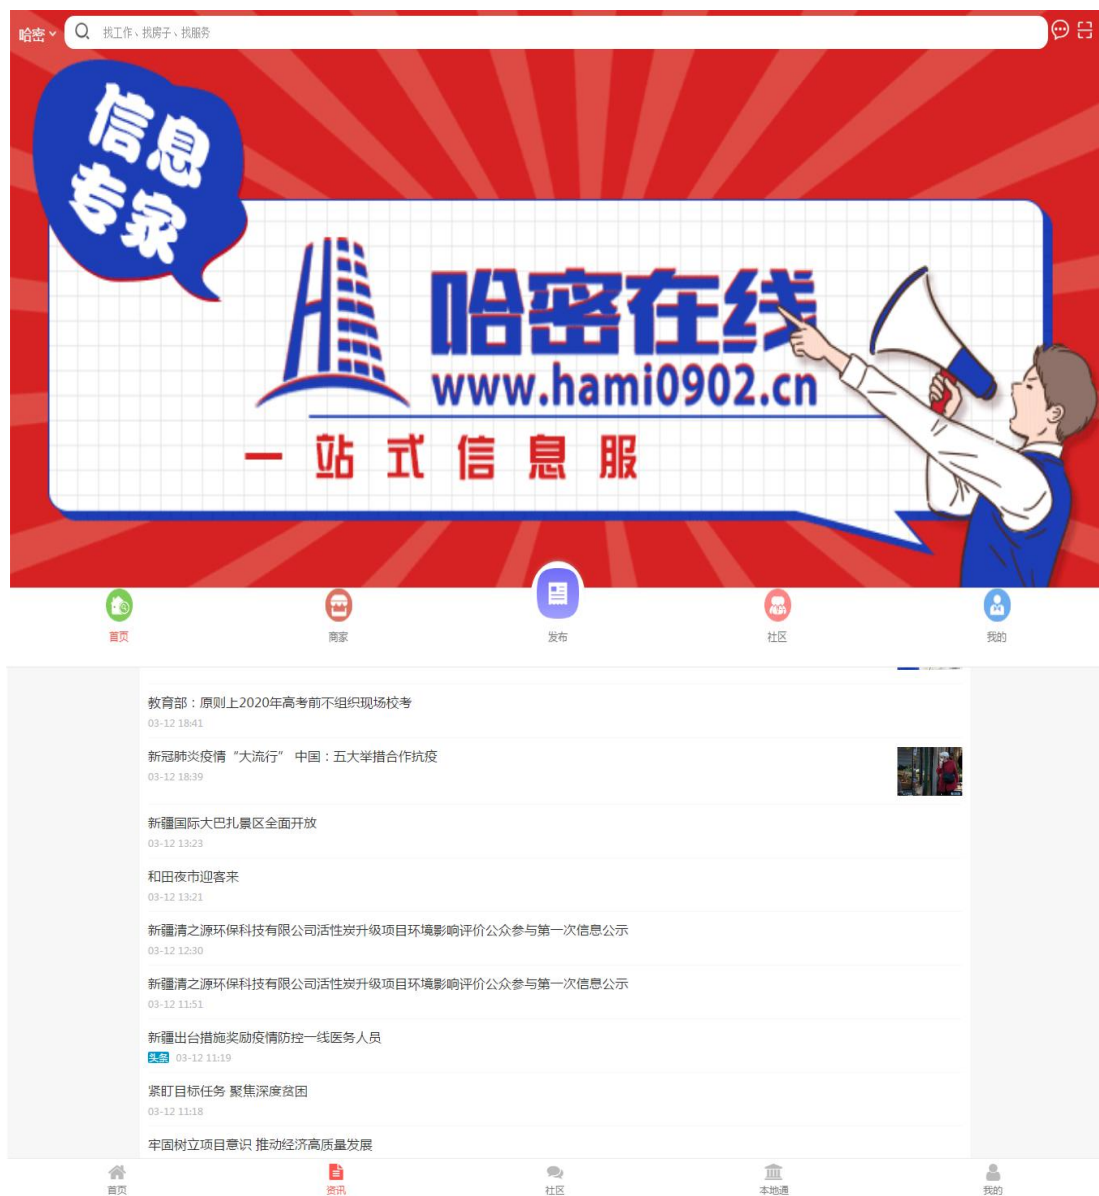 哈密
找工作、找房子、找服务
信息
专家
哈密在线
www.hami0902.cn
一站式信息服
首页
商家
发布
社区
我的
教育部：原则上2020年高考前不组织现场校考
03-12 18:41
新冠肺炎疫情“大流行” 中国：五大举措合作抗疫
03-12 18:39
新疆国际大巴扎景区全面开放
03-12 13:23
和田夜市迎客来
03-12 13:21
新疆清之源环保科技有限公司活性炭升级项目环境影响评价公众参与第一次信息公示
03-12 12:30
新疆清之源环保科技有限公司活性炭升级项目环境影响评价公众参与第一次信息公示
03-12 11:51
新疆出台措施奖励疫情防控一线医务人员
头条 03-12 11:19
紧盯目标任务 聚焦深度贫困
03-12 11:18
牢固树立项目意识 推动经济高质量发展
首页
资讯
社区
本地通
我的